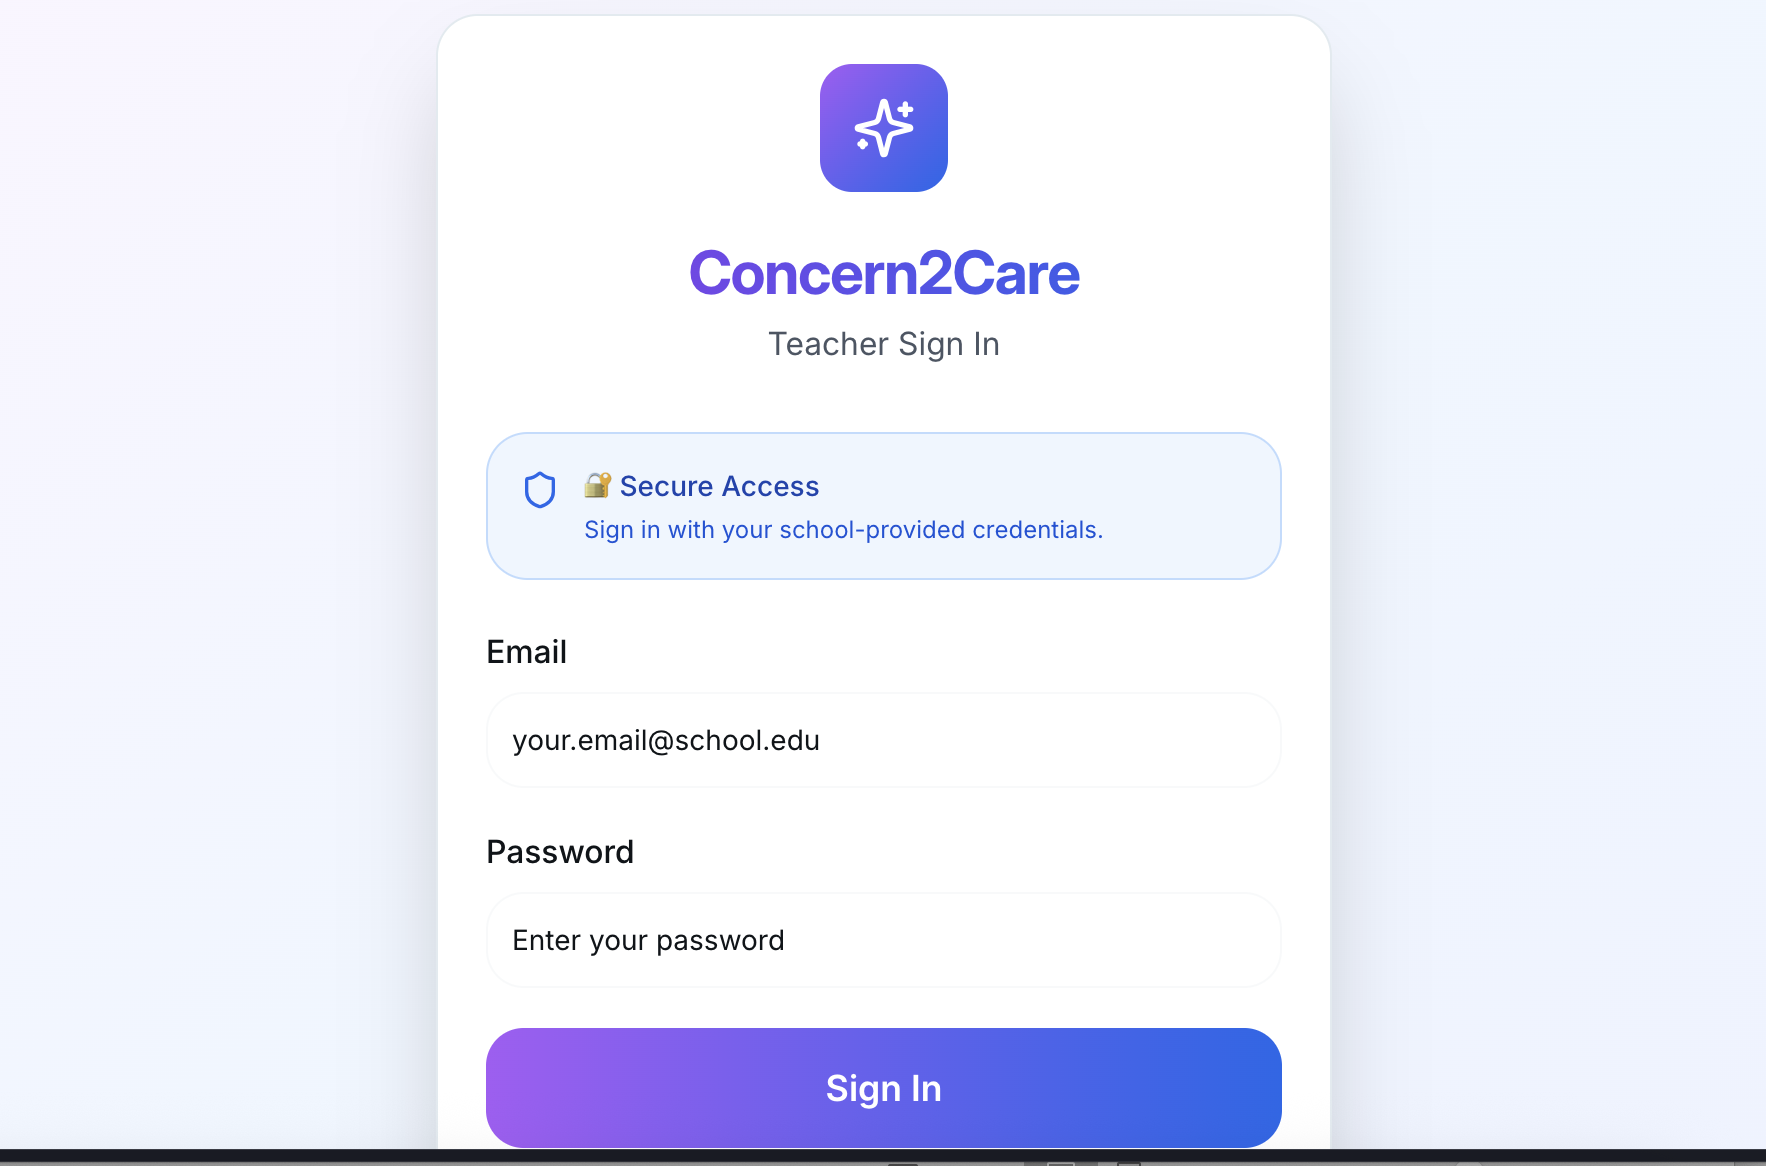 Concern2Care
Teacher Sign In
🔐 Secure Access
Sign in with your school-provided credentials.
Email
your.email@school.edu
Password
Enter your password
Sign In